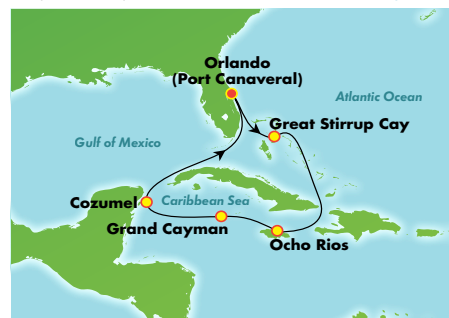 Orlando
(Port Canaveral)
Atlantic Ocean
Great Stirrup Cay
Gulf of Mexico
Cozumel
Caribbean Sea
Grand Cayman
Ocho Rios